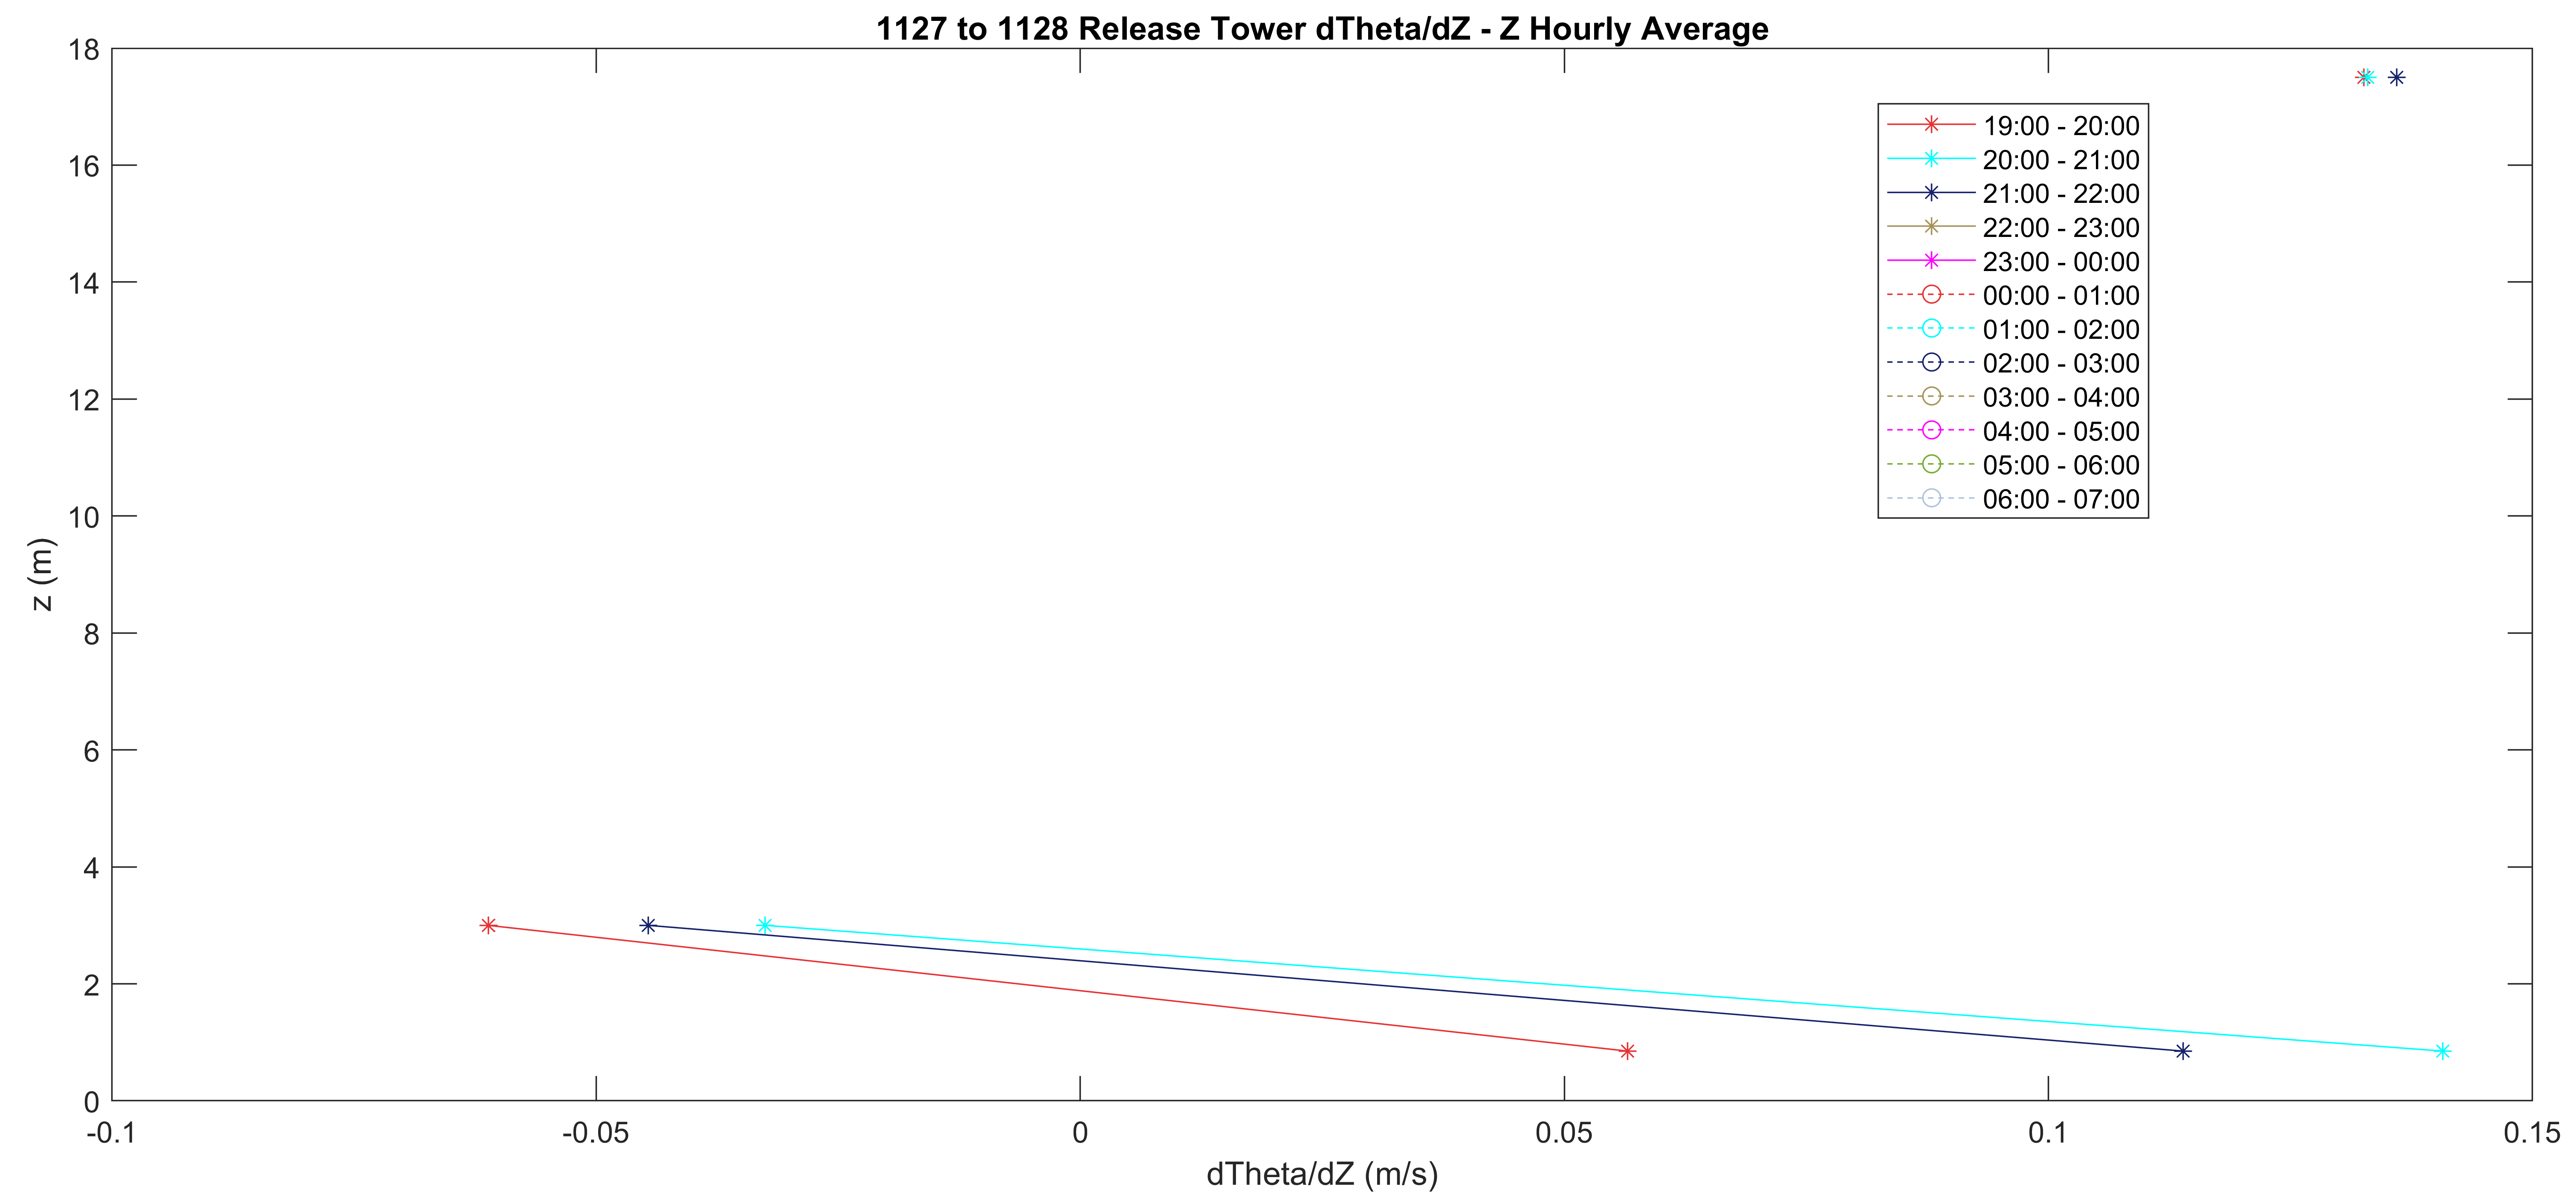 1127 to 1128 Release Tower dTheta/dZ - Z Hourly Average
18
16
14
12
10
8
6
4
2
0
z (m)
19:00 - 20:00
20:00 - 21:00
21:00 - 22:00
22:00 - 23:00
23:00 - 00:00
00:00 - 01:00
01:00 - 02:00
02:00 - 03:00
03:00 - 04:00
04:00 - 05:00
05:00 - 06:00
06:00 - 07:00
-0.1 -0.05 0 0.05 0.1 0.15
dTheta/dZ (m/s)